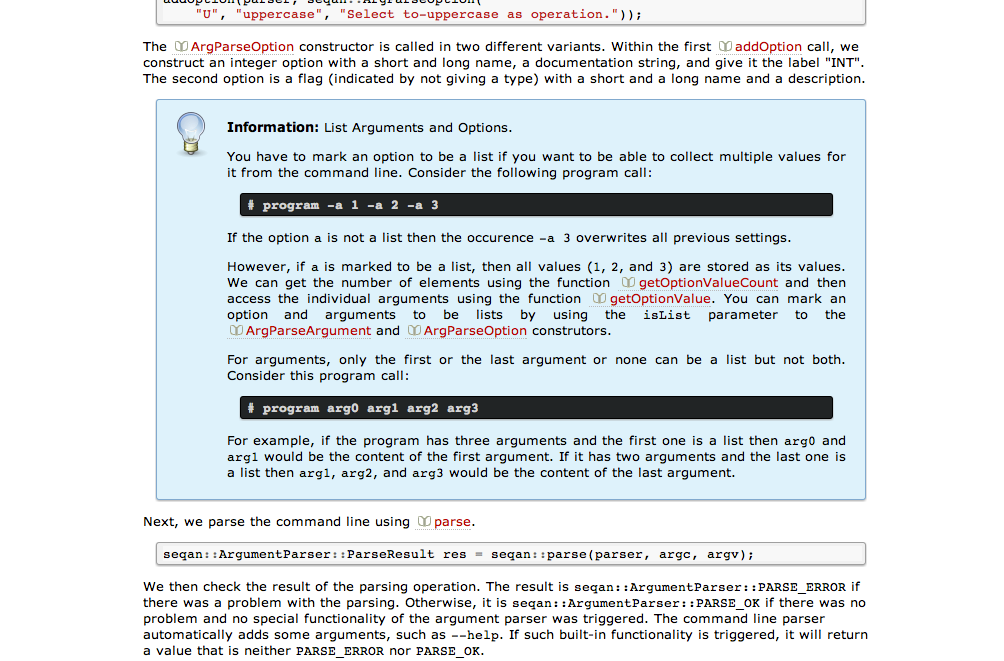 addOption(parser, seqan::ArgParseOption(
"U", "uppercase", "Select to-uppercase as operation."));
The ArgParseOption constructor is called in two different variants. Within the first addOption call, we
construct an integer option with a short and long name, a documentation string, and give it the label "INT".
The second option is a flag (indicated by not giving a type) with a short and a long name and a description.
Information: List Arguments and Options.
You have to mark an option to be a list if you want to be able to collect multiple values for
it from the command line. Consider the following program call:
# program -a 1 -a 2 -a 3
If the option a is not a list then the occurence -a 3 overwrites all previous settings.
However, if a is marked to be a list, then all values (1, 2, and 3) are stored as its values.
We can get the number of elements using the function getOptionValueCount and then
access the individual arguments using the function getOptionValue. You can mark an
option and arguments to be lists by using the isList parameter to the
ArgParseArgument and ArgParseOption construtors.
For arguments, only the first or the last argument or none can be a list but not both.
Consider this program call:
# program arg0 arg1 arg2 arg3
For example, if the program has three arguments and the first one is a list then arg0 and
arg1 would be the content of the first argument. If it has two arguments and the last one is
a list then arg1, arg2, and arg3 would be the content of the last argument.
Next, we parse the command line using parse.
seqan::ArgumentParser::ParseResult res = seqan::parse(parser, argc, argv);
We then check the result of the parsing operation. The result is seqan::ArgumentParser::PARSE_ERROR if
there was a problem with the parsing. Otherwise, it is seqan::ArgumentParser::PARSE_OK if there was no
problem and no special functionality of the argument parser was triggered. The command line parser
automatically adds some arguments, such as --help. If such built-in functionality is triggered, it will return
a value that is neither PARSE_ERROR nor PARSE_OK.